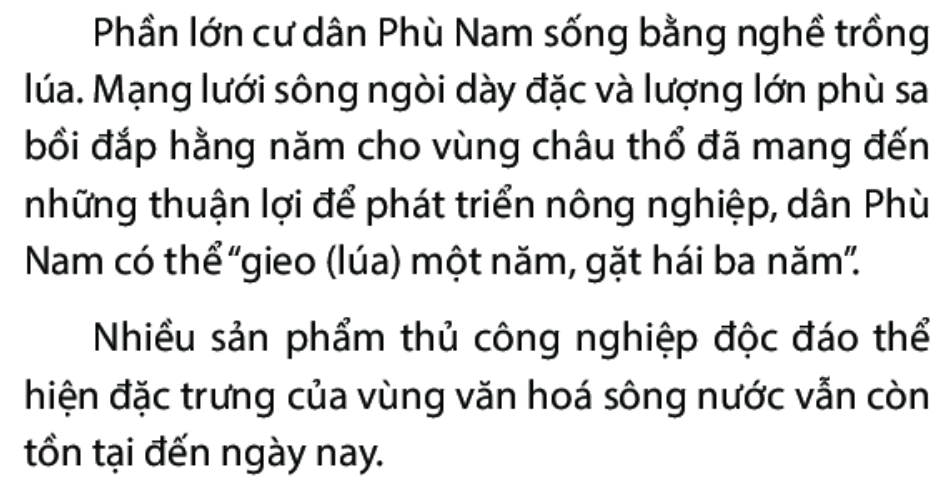 Phần lớn cư dân Phù Nam sống bằng nghề trồng
lúa. Mạng lưới sông ngòi dày đặc và lượng lớn phù sa
bồi đắp hằng năm cho vùng châu thổ đã mang đến
những thuận lợi để phát triển nông nghiệp, dân Phù
Nam có thể “gieo (lúa) một năm, gặt hái ba năm”.
Nhiều sản phẩm thủ công nghiệp độc đáo thể
hiện đặc trưng của vùng văn hoá sông nước vẫn còn
tồn tại đến ngày nay.